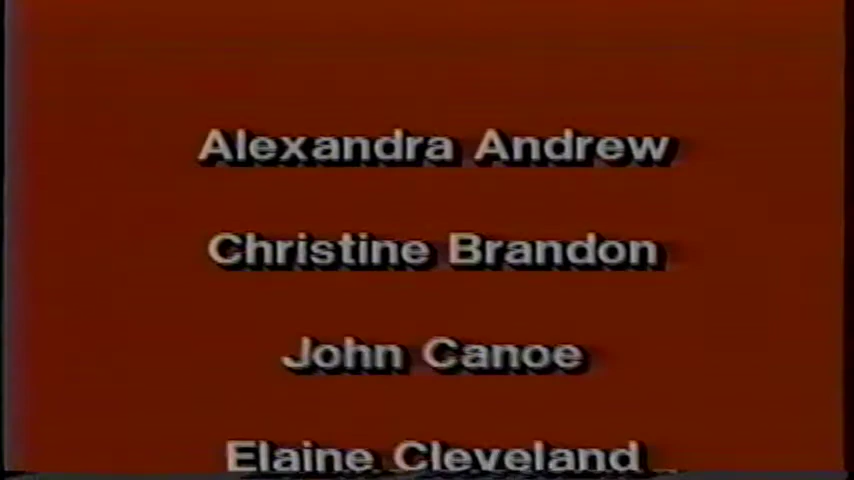 Alexandra Andrew
Christine Brandon
John Canoe
Elaine Cleveland